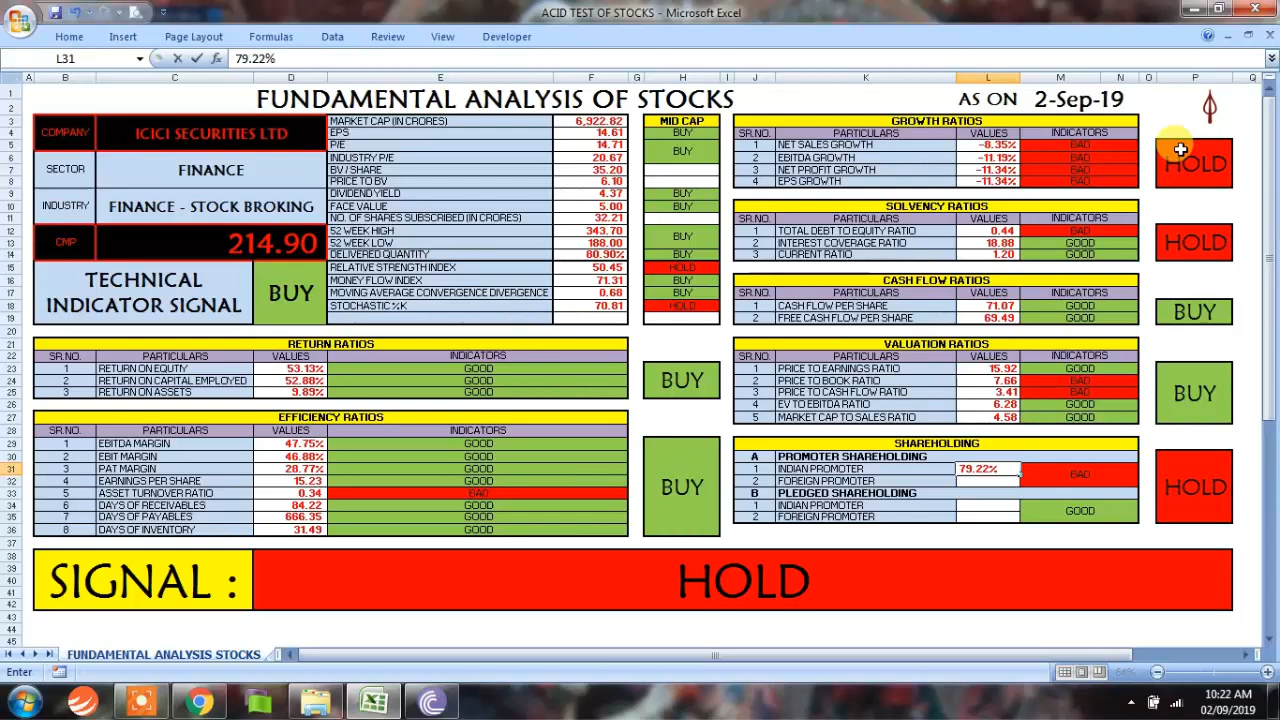 ACID TEST OF STOCKS - Microsoft Excel
Home Insert Page Layout Formulas Data Review View Developer
L31 fx 79.22%
A B C D E F G H I J K L M N O P Q
FUNDAMENTAL ANALYSIS OF STOCKS AS ON 2-Sep-19
COMPANY ICICI SECURITIES LTD
SECTOR FINANCE
INDUSTRY FINANCE - STOCK BROKING
CMP 214.90
TECHNICAL INDICATOR SIGNAL BUY
MARKET CAP (IN CRORES) 6,922.82 MID CAP
EPS 14.61 BUY
P/E 14.71 BUY
INDUSTRY P/E 20.67
BV / SHARE 35.20
PRICE TO BV 6.10
DIVIDEND YIELD 4.37 BUY
FACE VALUE 5.00 BUY
NO. OF SHARES SUBSCRIBED (IN CRORES) 32.21
52 WEEK HIGH 343.70 BUY
52 WEEK LOW 188.00
DELIVERED QUANTITY 80.90% BUY
RELATIVE STRENGTH INDEX 50.45 HOLD
MONEY FLOW INDEX 71.31 BUY
MOVING AVERAGE CONVERGENCE DIVERGENCE 0.68 BUY
STOCHASTIC %K 70.81 HOLD
GROWTH RATIOS
SR.NO. PARTICULARS VALUES INDICATORS
1 NET SALES GROWTH -8.35% BAD
2 EBITDA GROWTH -11.19% BAD
3 NET PROFIT GROWTH -11.34% BAD
4 EPS GROWTH -11.34% BAD
HOLD
SOLVENCY RATIOS
SR.NO. PARTICULARS VALUES INDICATORS
1 TOTAL DEBT TO EQUITY RATIO 0.44 BAD
2 INTEREST COVERAGE RATIO 18.88 GOOD
3 CURRENT RATIO 1.20 GOOD
HOLD
CASH FLOW RATIOS
SR.NO. PARTICULARS VALUES INDICATORS
1 CASH FLOW PER SHARE 71.07 GOOD
2 FREE CASH FLOW PER SHARE 69.49 GOOD
BUY
RETURN RATIOS
SR.NO. PARTICULARS VALUES INDICATORS
1 RETURN ON EQUTIY 53.13% GOOD
2 RETURN ON CAPITAL EMPLOYED 52.88% GOOD
3 RETURN ON ASSETS 9.89% GOOD
BUY
VALUATION RATIOS
SR.NO. PARTICULARS VALUES INDICATORS
1 PRICE TO EARNINGS RATIO 15.92 GOOD
2 PRICE TO BOOK RATIO 7.66 BAD
3 PRICE TO CASH FLOW RATIO 3.41 BAD
4 EV TO EBITDA RATIO 6.28 GOOD
5 MARKET CAP TO SALES RATIO 4.58 GOOD
BUY
EFFICIENCY RATIOS
SR.NO. PARTICULARS VALUES INDICATORS
1 EBITDA MARGIN 47.75% GOOD
2 EBIT MARGIN 46.88% GOOD
3 PAT MARGIN 28.77% GOOD
4 EARNINGS PER SHARE 15.23 GOOD
5 ASSET TURNOVER RATIO 0.34 BAD
6 DAYS OF RECEIVABLES 84.22 GOOD
7 DAYS OF PAYABLES 666.35 GOOD
8 DAYS OF INVENTORY 31.49 GOOD
BUY
SHAREHOLDING
A PROMOTER SHAREHOLDING
1 INDIAN PROMOTER 79.22% BAD
2 FOREIGN PROMOTER
B PLEDGED SHAREHOLDING
1 INDIAN PROMOTER GOOD
2 FOREIGN PROMOTER
HOLD
SIGNAL : HOLD
FUNDAMENTAL ANALYSIS STOCKS
Enter 64%
10:22 AM
02/09/2019